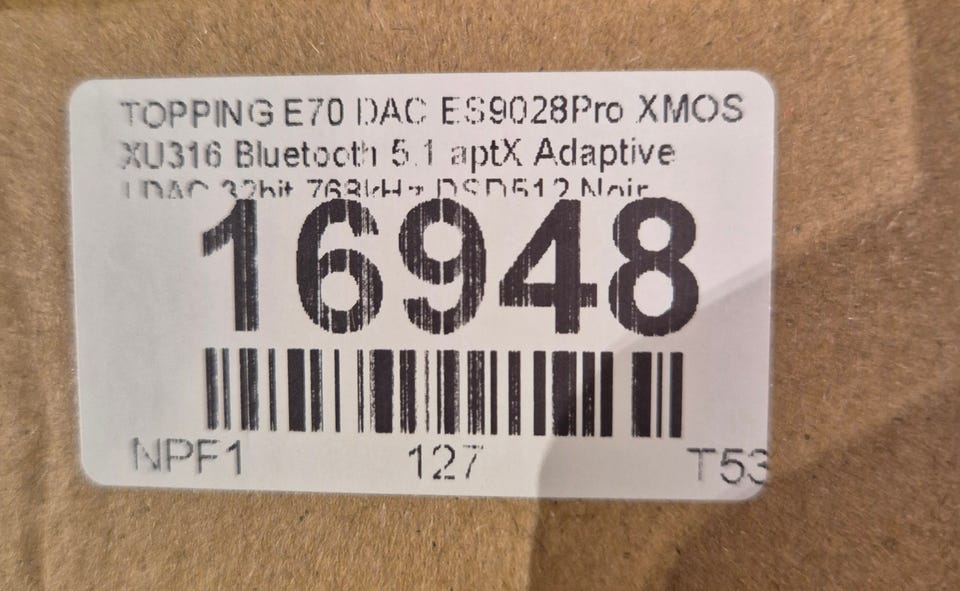 TOPPING E70 DAC ES9028Pro XMOS
XU316 Bluetooth 5.1 aptX Adaptive
LDAC 32bit 768kHz DSD512 Noir
16948
NPF1 127 T53